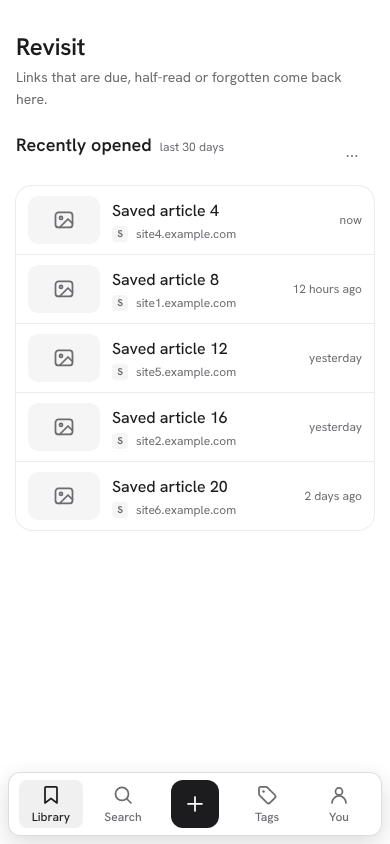 Revisit
Links that are due, half-read or forgotten come back
here.
Recently opened last 30 days
...
Saved article 4
S site4.example.com
now
Saved article 8
S site1.example.com
12 hours ago
Saved article 12
S site5.example.com
yesterday
Saved article 16
S site2.example.com
yesterday
Saved article 20
S site6.example.com
2 days ago
Library
Search
Tags
You